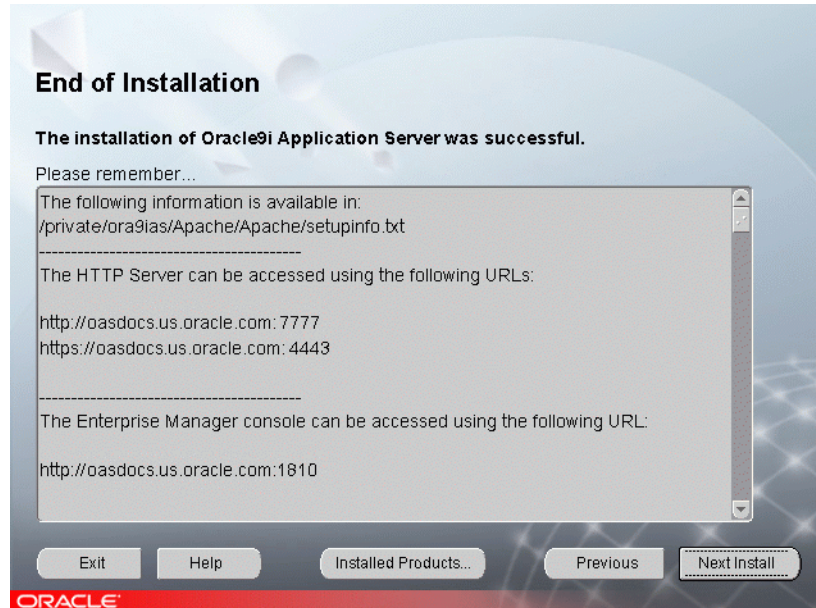 End of Installation
The installation of Oracle9i Application Server was successful.
Please remember...
The following information is available in:
/private/ora9ias/Apache/Apache/setupinfo.txt
--------------------------------------
The HTTP Server can be accessed using the following URLs:
http://oasdocs.us.oracle.com:7777
https://oasdocs.us.oracle.com:4443
--------------------------------------
The Enterprise Manager console can be accessed using the following URL:
http://oasdocs.us.oracle.com:1810
Exit Help Installed Products... Previous Next Install
ORACLE